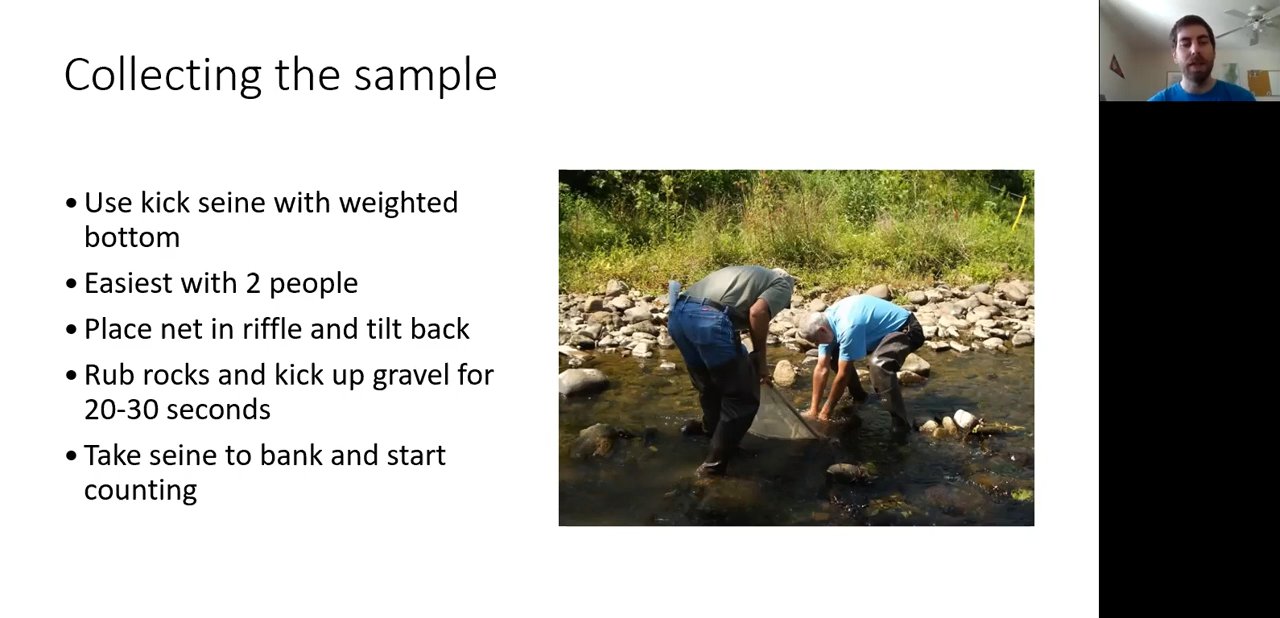 Collecting the sample
• Use kick seine with weighted
bottom
• Easiest with 2 people
• Place net in riffle and tilt back
• Rub rocks and kick up gravel for
20-30 seconds
• Take seine to bank and start
counting